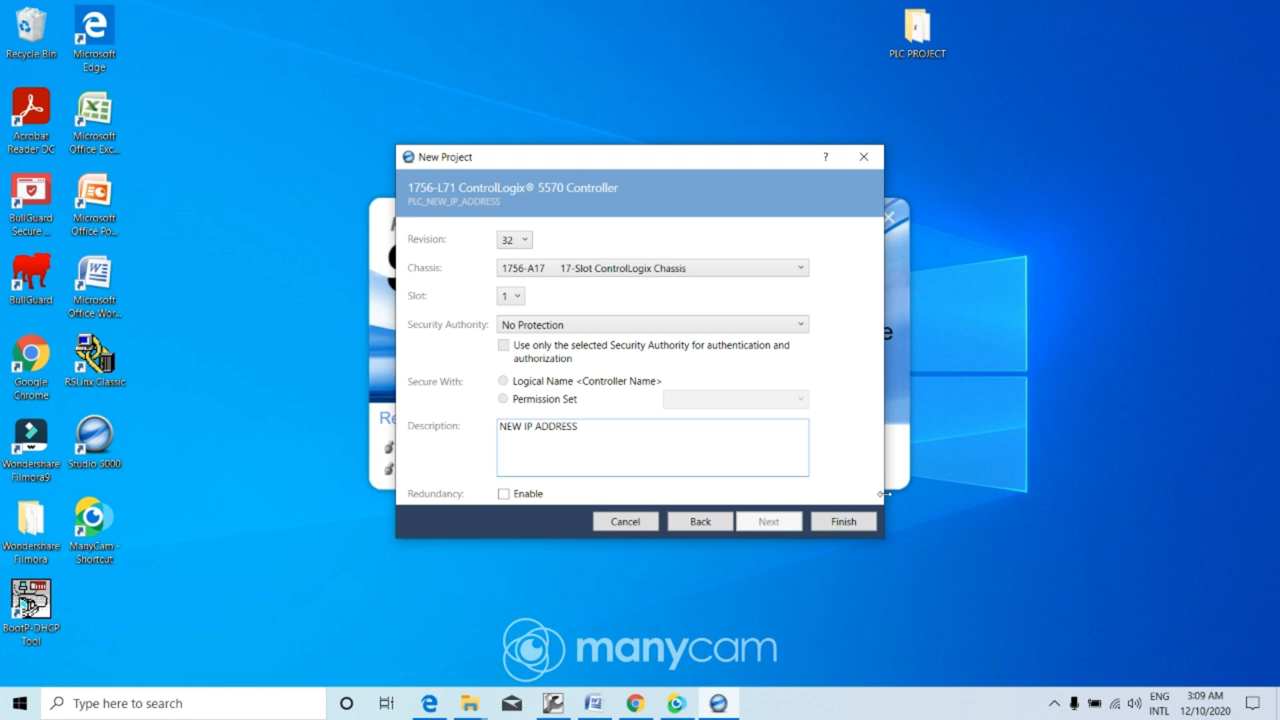 Recycle Bin
Microsoft
Edge
PLC PROJECT
Acrobat
Reader DC
Microsoft
Office Exc...
BullGuard
Secure ...
Microsoft
Office Po...
BullGuard
Microsoft
Office Wor...
Google
Chrome
RSLinx Classic
Wondershare
Filmora9
Studio 5000
Wondershare
Filmora
ManyCam -
Shortcut
BootP-DHCP
Tool
New Project
?
1756-L71 ControlLogix® 5570 Controller
PLC_NEW_IP_ADDRESS
Revision: 32
Chassis: 1756-A17 17-Slot ControlLogix Chassis
Slot: 1
Security Authority: No Protection
Use only the selected Security Authority for authentication and
authorization
Secure With: Logical Name <Controller Name>
Permission Set
Description: NEW IP ADDRESS
Redundancy: Enable
Cancel Back Next Finish
Re
e
manycam
Type here to search
ENG
INTL
3:09 AM
12/10/2020